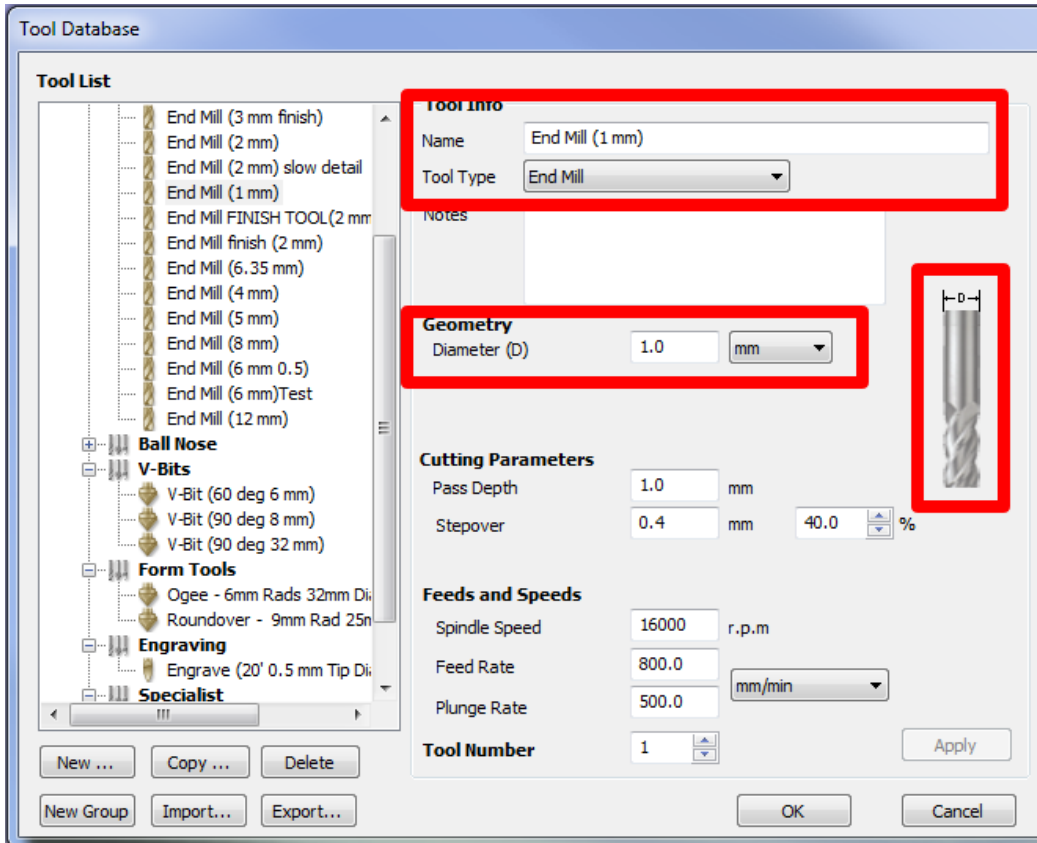 Tool Database
Tool List
End Mill (3 mm finish)
End Mill (2 mm)
End Mill (2 mm) slow detail
End Mill (1 mm)
End Mill FINISH TOOL(2 mm
End Mill finish (2 mm)
End Mill (6.35 mm)
End Mill (4 mm)
End Mill (5 mm)
End Mill (8 mm)
End Mill (6 mm 0.5)
End Mill (6 mm)Test
End Mill (12 mm)
Ball Nose
V-Bits
V-Bit (60 deg 6 mm)
V-Bit (90 deg 8 mm)
V-Bit (90 deg 32 mm)
Form Tools
Ogee - 6mm Rads 32mm Di
Roundover - 9mm Rad 25
Engraving
Engrave (20' 0.5 mm Tip Di
Specialist
New ... Copy ... Delete
New Group Import... Export...
Tool Info
Name End Mill (1 mm)
Tool Type End Mill
Notes
D
Geometry
Diameter (D) 1.0 mm
Cutting Parameters
Pass Depth 1.0 mm
Stepover 0.4 mm 40.0 %
Feeds and Speeds
Spindle Speed 16000 r.p.m
Feed Rate 800.0 mm/min
Plunge Rate 500.0
Tool Number 1 Apply
OK Cancel